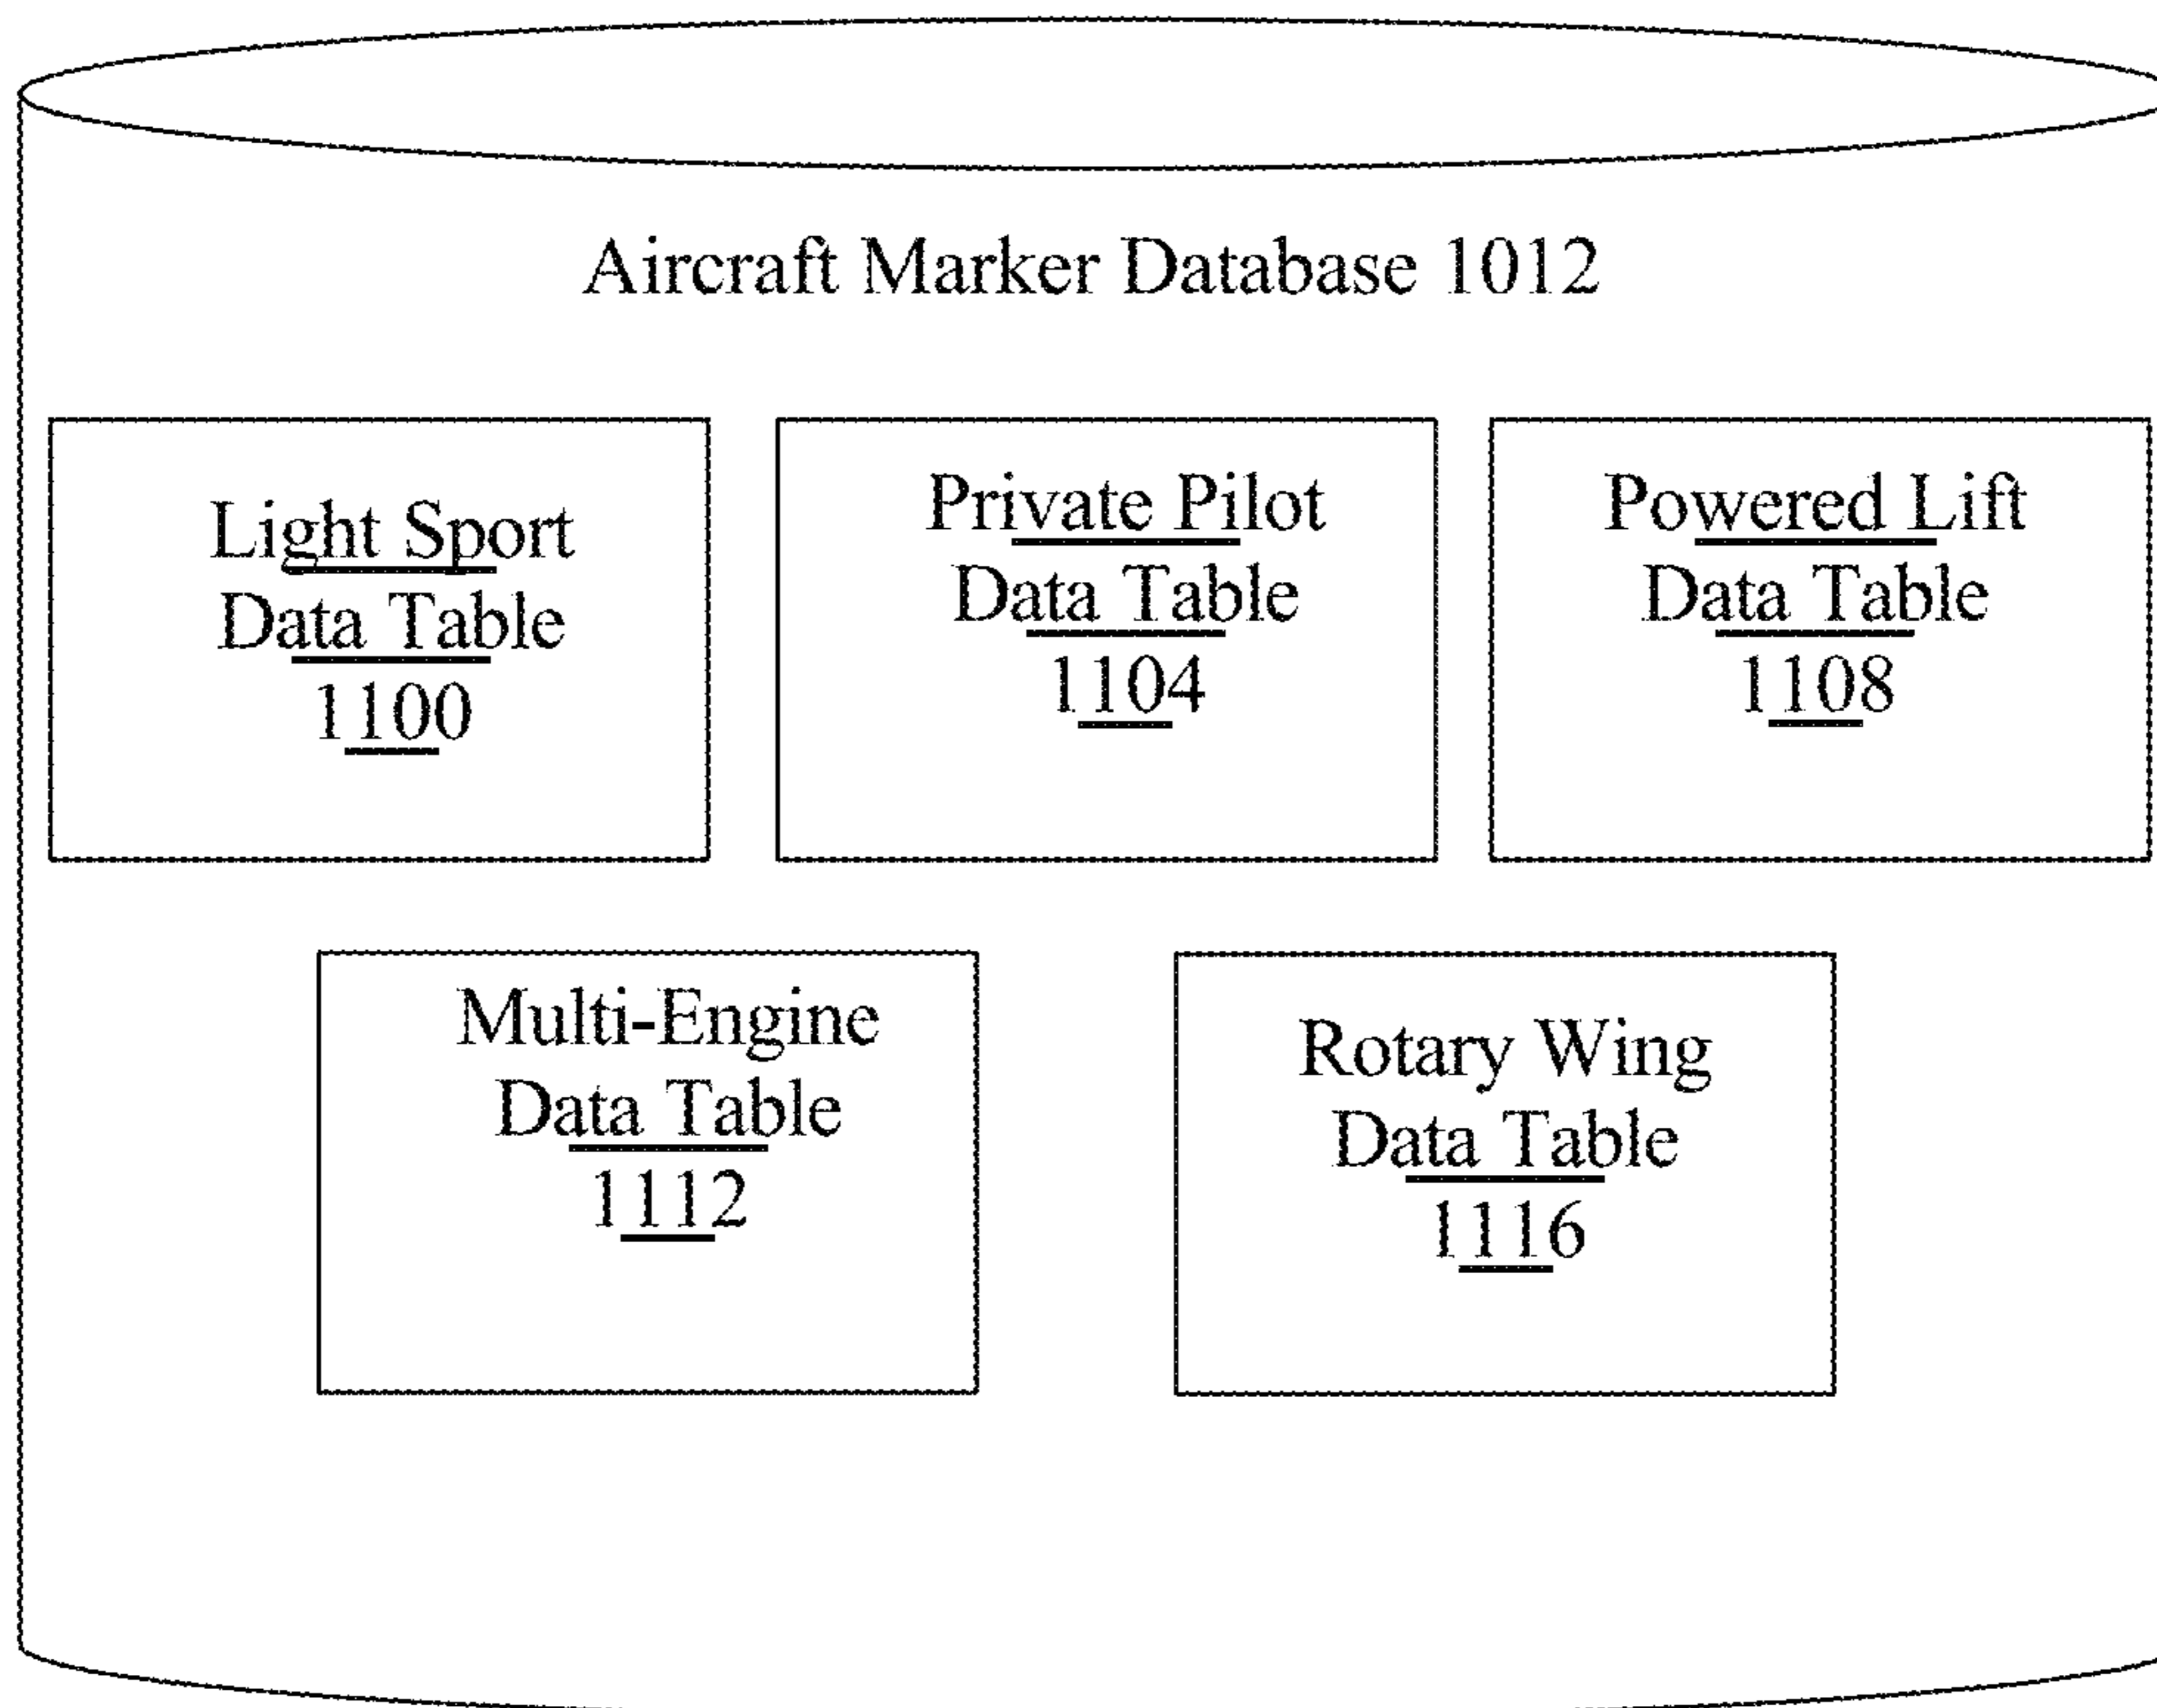 Aircraft Marker Database 1012
Light Sport
Data Table
1100
Private Pilot
Data Table
1104
Powered Lift
Data Table
1108
Multi-Engine
Data Table
1112
Rotary Wing
Data Table
1116